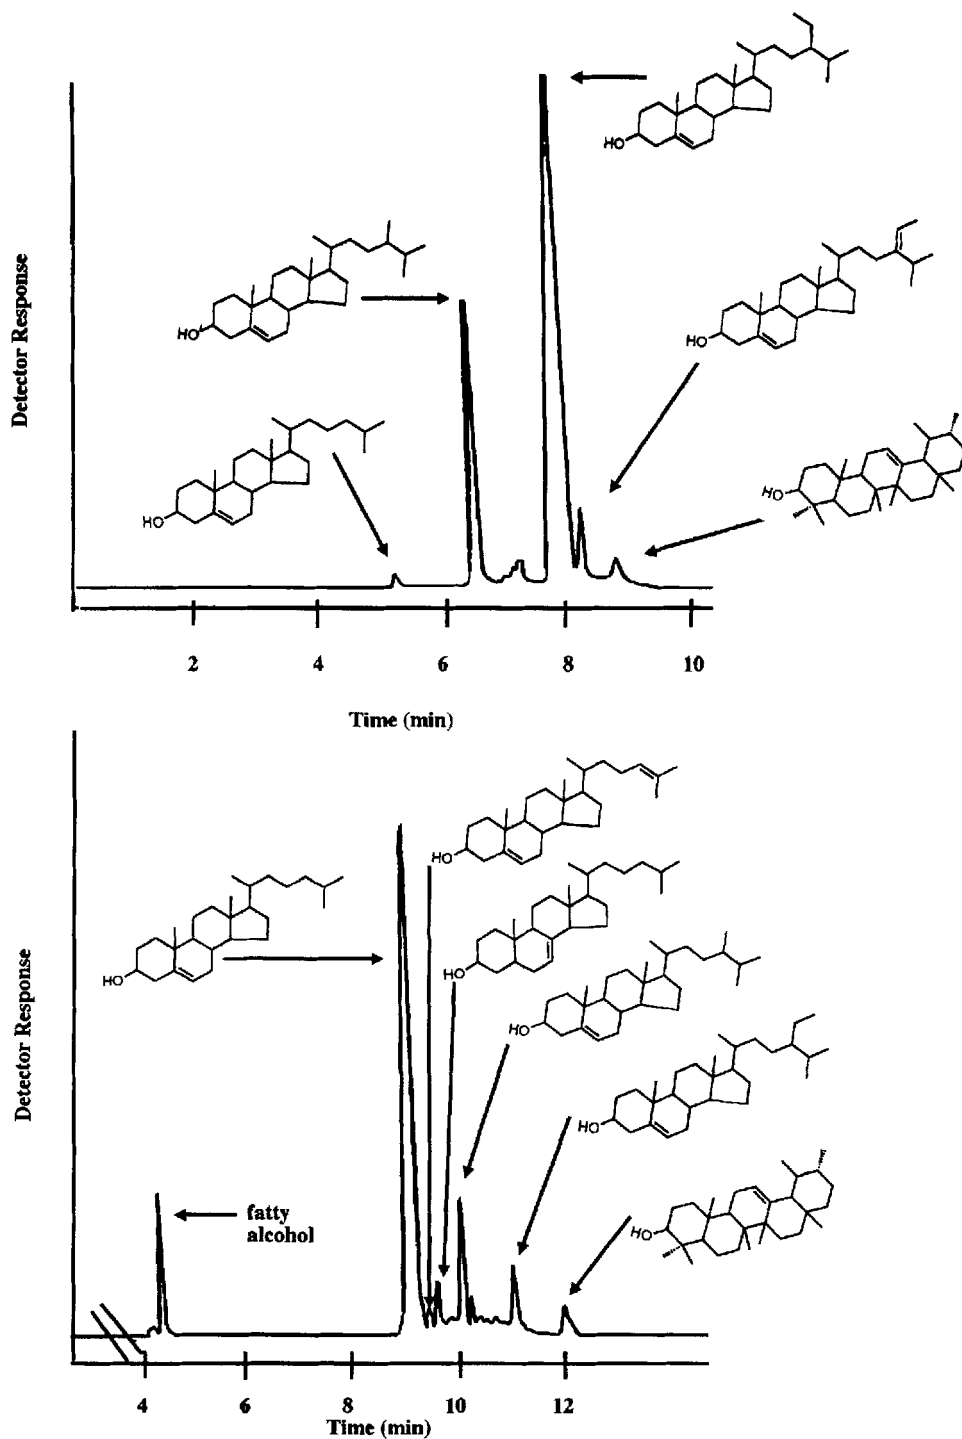 HO
HO
Detector Response
HO
HO
HO
2 4 6 8 10
Time (min)
HO
HO
HO
HO
HO
HO
Detector Response
fatty
alcohol
4 6 8 10 12
Time (min)